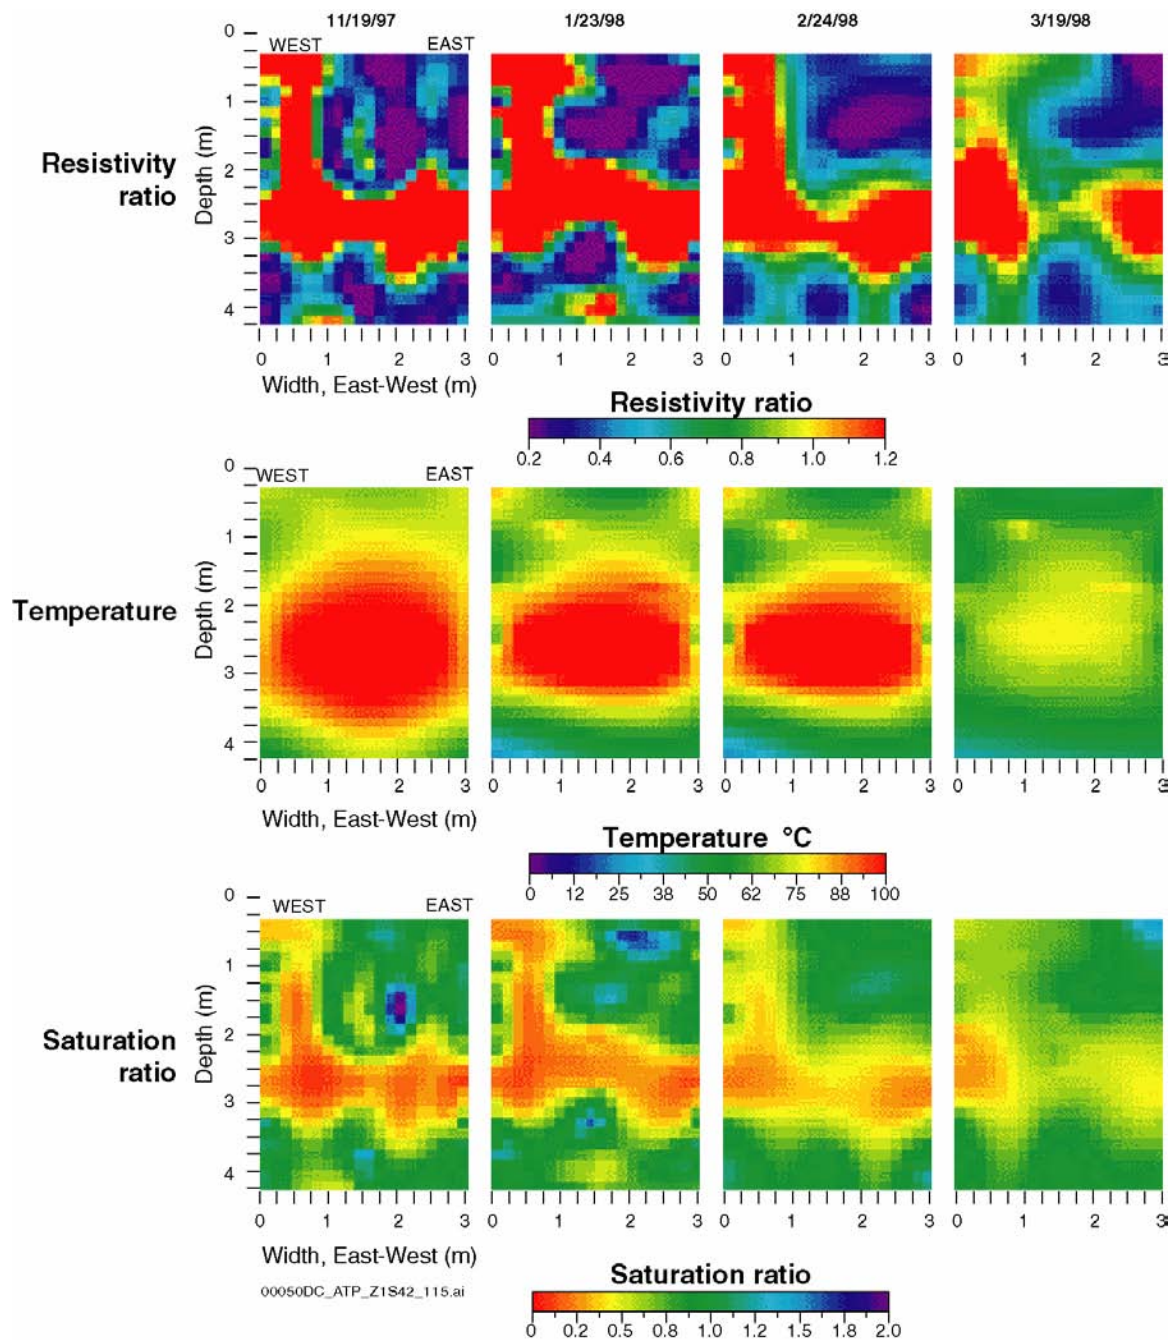 11/19/97 1/23/98 2/24/98 3/19/98
WEST EAST
0
1
2
3
4
Depth (m)
Resistivity
ratio
0 1 2 3 0 1 2 3 0 1 2 3 0 1 2 3
Width, East-West (m)
Resistivity ratio
0.2 0.4 0.6 0.8 1.0 1.2
WEST EAST
0
1
2
3
4
Depth (m)
Temperature
0 1 2 3 0 1 2 3 0 1 2 3 0 1 2 3
Width, East-West (m)
Temperature °C
0 12 25 38 50 62 75 88 100
WEST EAST
0
1
2
3
4
Depth (m)
Saturation
ratio
0 1 2 3 0 1 2 3 0 1 2 3 0 1 2 3
Width, East-West (m)
00050DC_ATP_Z1S42_115.ai
Saturation ratio
0 0.2 0.5 0.8 1.0 1.2 1.5 1.8 2.0